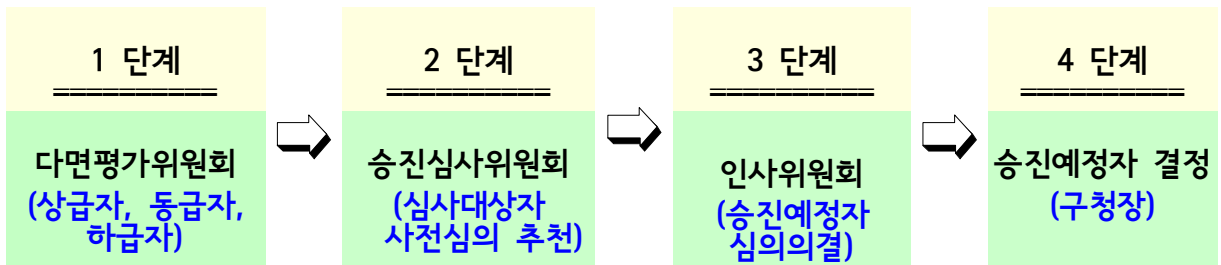 1 단계
==========
다면평가위원회
(상급자, 동급자,
하급자)
2 단계
==========
승진심사위원회
(심사대상자
사전심의 추천)
3 단계
==========
인사위원회
(승진예정자
심의의결)
4 단계
==========
승진예정자 결정
(구청장)